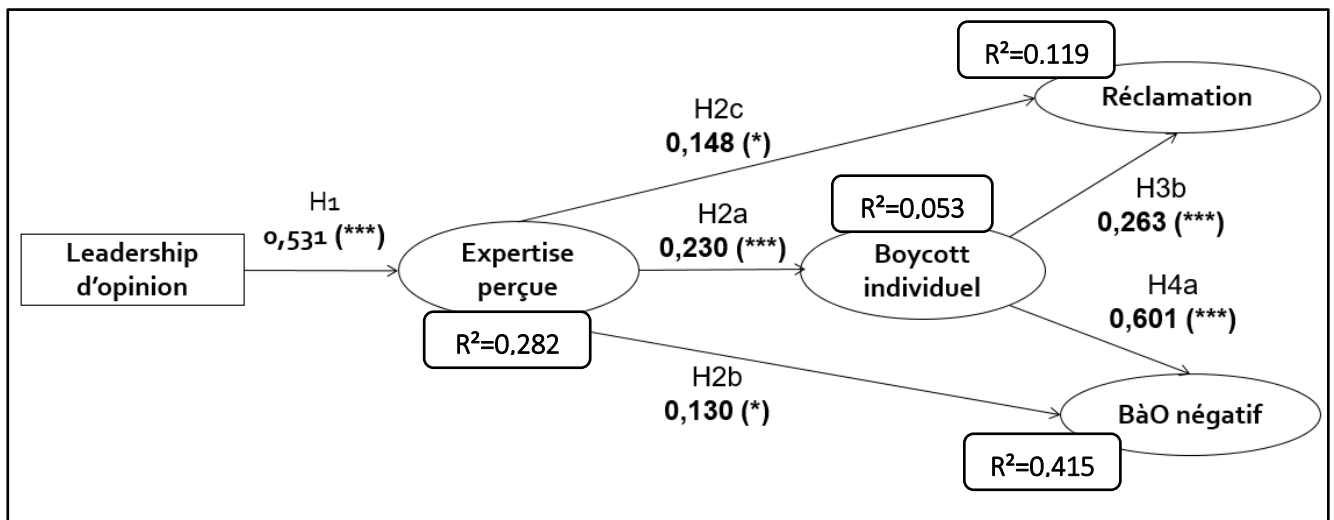 R²=0.119
Réclamation
H2c
0,148 (*)
H3b
0,263 (***)
R²=0,053
H1
0,531 (***)
H2a
0,230 (***)
Leadership
d'opinion
Expertise
perçue
Boycott
individuel
H4a
0,601 (***)
R²=0,282
H2b
0,130 (*)
BàO négatif
R²=0,415